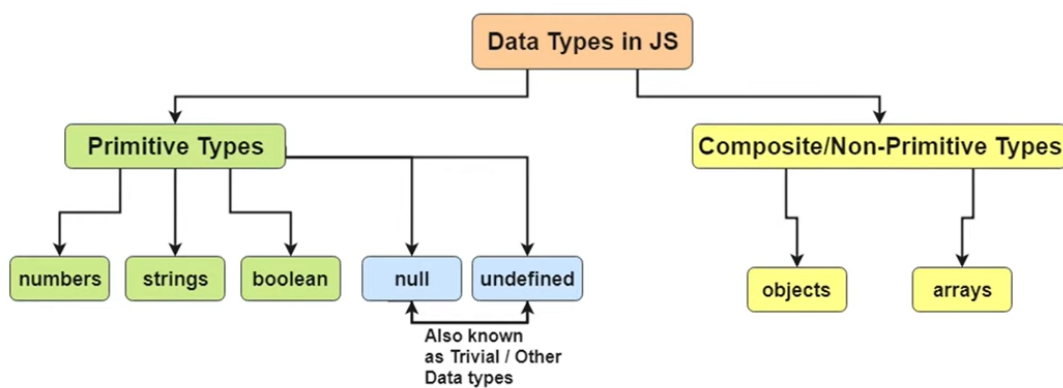 Data Types in JS
Primitive Types
Composite/Non-Primitive Types
numbers
strings
boolean
null
undefined
objects
arrays
Also known
as Trivial / Other
Data types